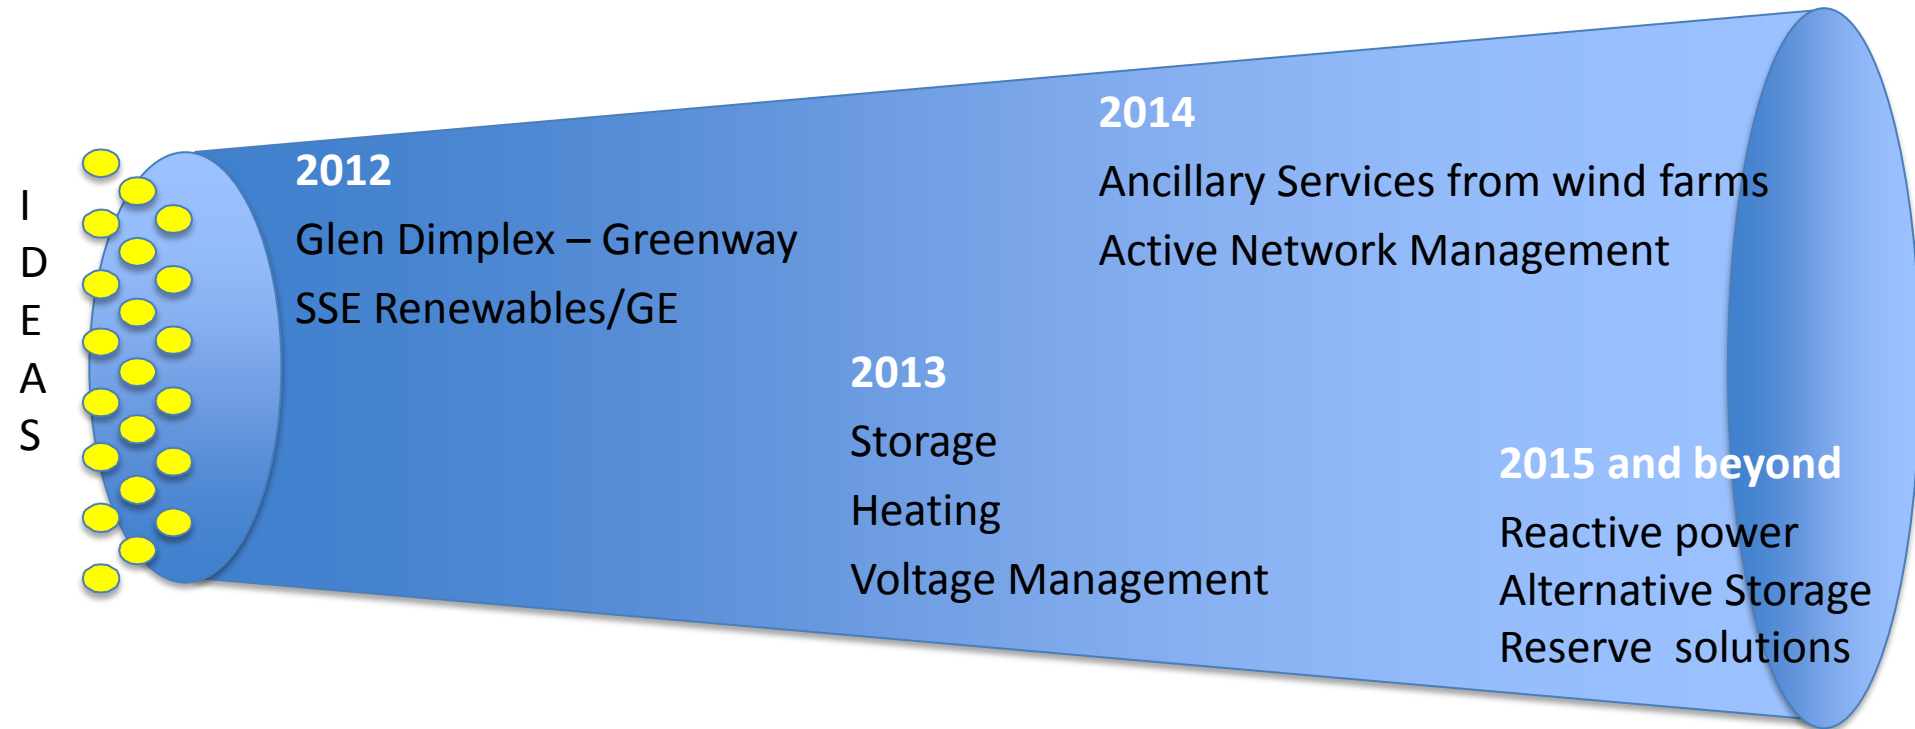 I
D
E
A
S
2012
Glen Dimplex – Greenway
SSE Renewables/GE
2013
Storage
Heating
Voltage Management
2014
Ancillary Services from wind farms
Active Network Management
2015 and beyond
Reactive power
Alternative Storage
Reserve  solutions